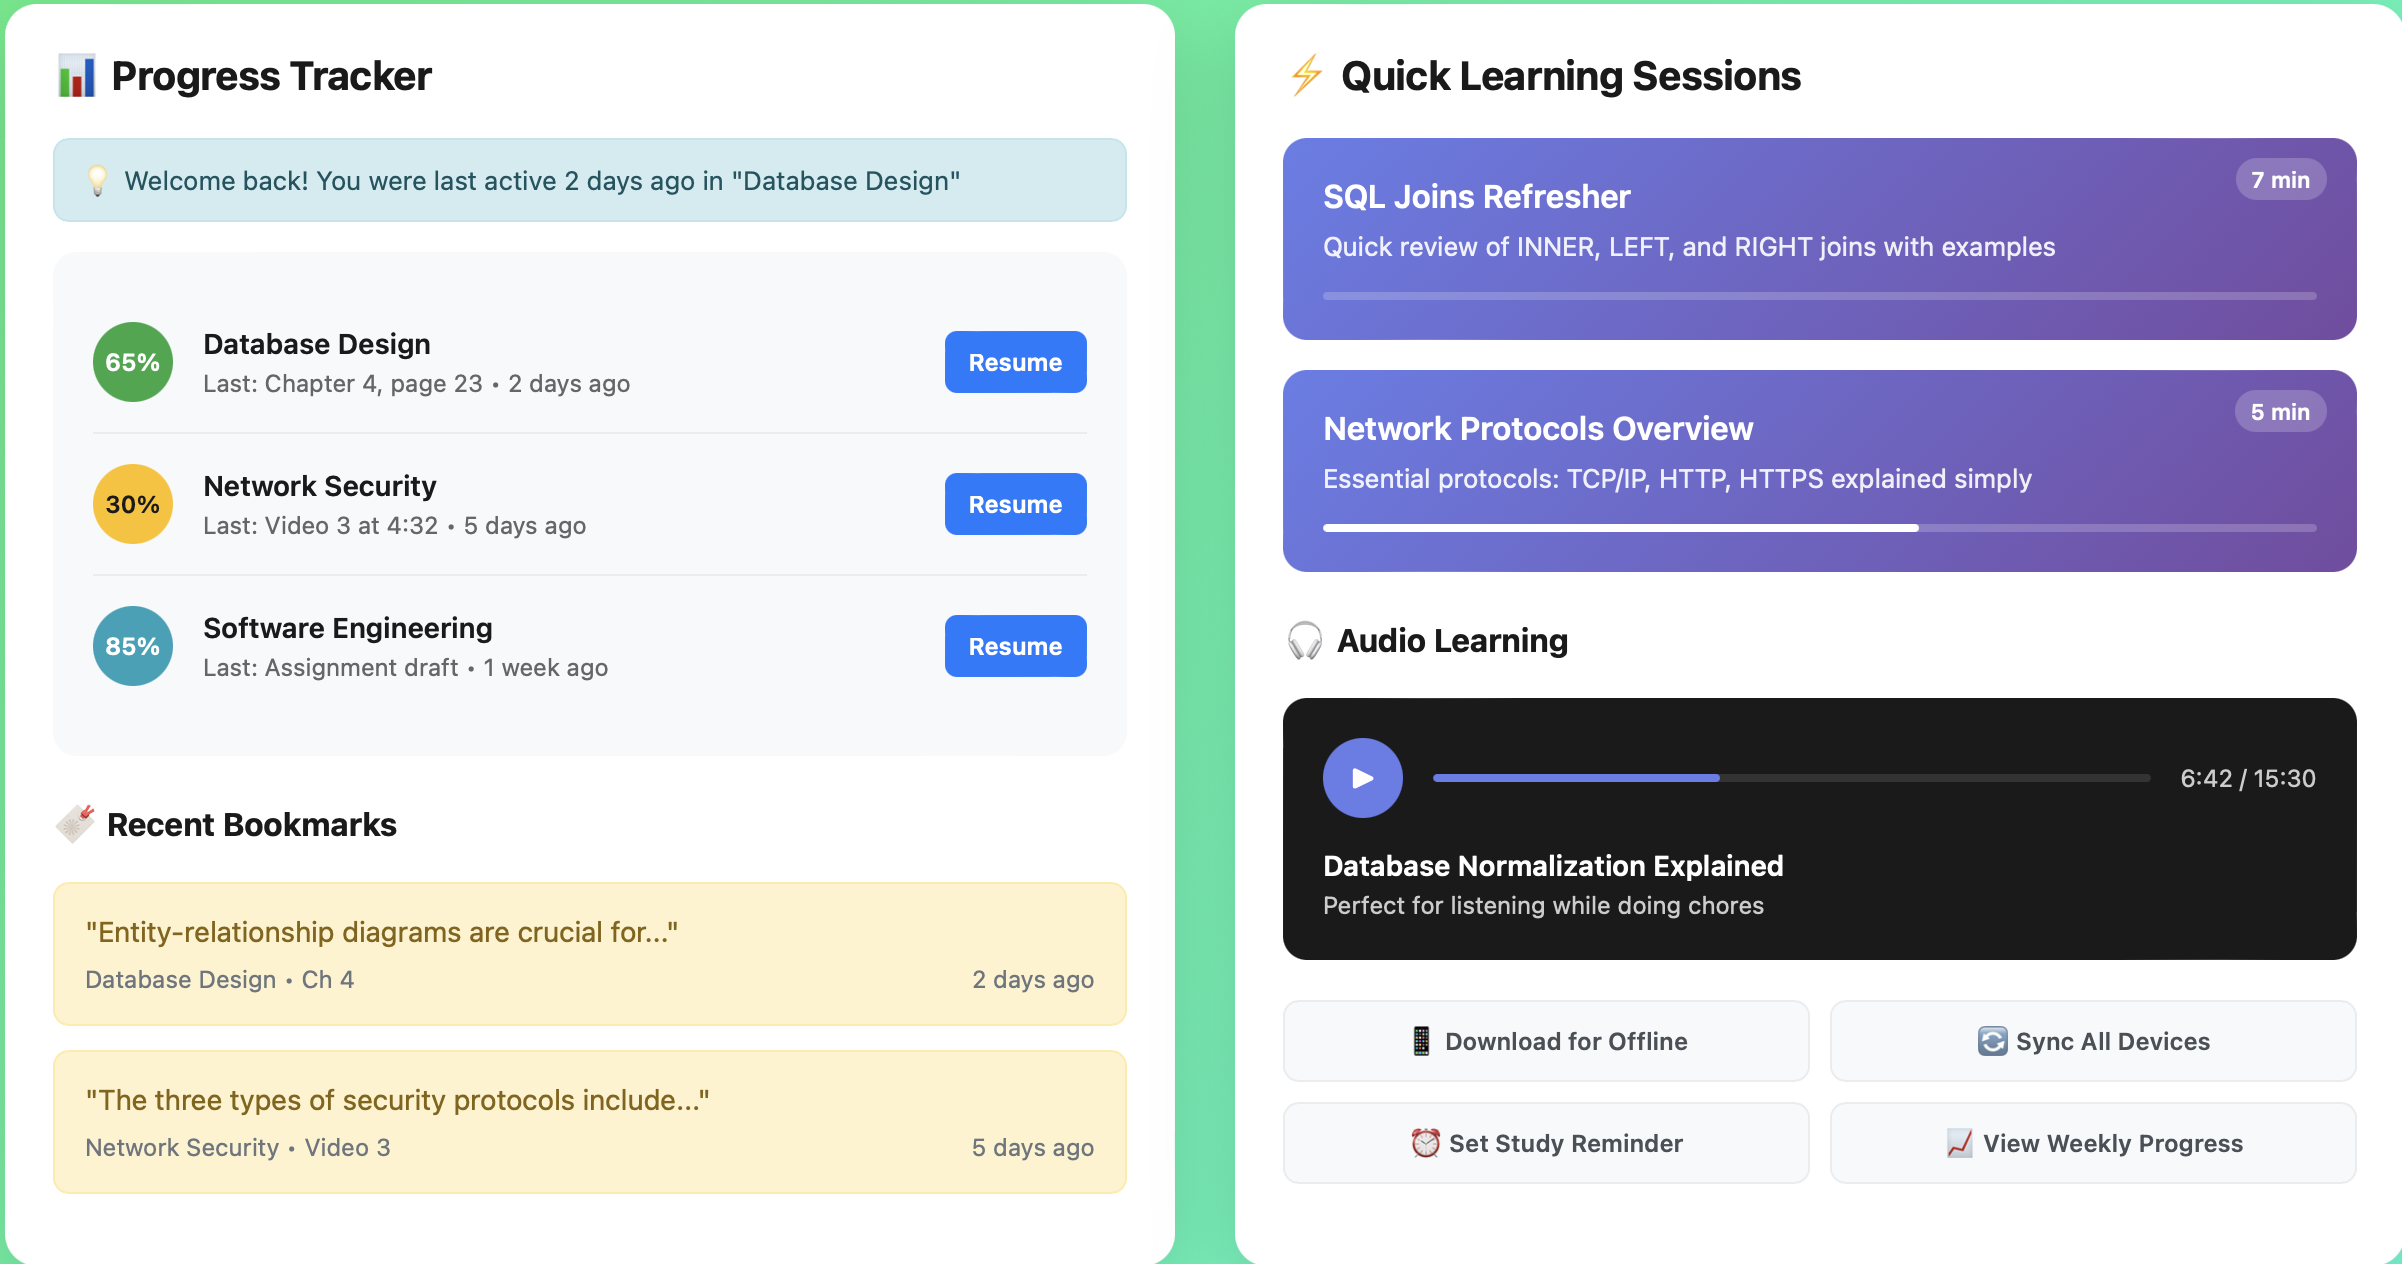 Progress Tracker
Welcome back! You were last active 2 days ago in "Database Design"
65%
Database Design
Last: Chapter 4, page 23 • 2 days ago
Resume
30%
Network Security
Last: Video 3 at 4:32 • 5 days ago
Resume
85%
Software Engineering
Last: Assignment draft • 1 week ago
Resume
Recent Bookmarks
"Entity-relationship diagrams are crucial for..."
Database Design • Ch 4
2 days ago
"The three types of security protocols include..."
Network Security • Video 3
5 days ago
Quick Learning Sessions
SQL Joins Refresher
7 min
Quick review of INNER, LEFT, and RIGHT joins with examples
Network Protocols Overview
5 min
Essential protocols: TCP/IP, HTTP, HTTPS explained simply
Audio Learning
6:42 / 15:30
Database Normalization Explained
Perfect for listening while doing chores
Download for Offline
Sync All Devices
Set Study Reminder
View Weekly Progress